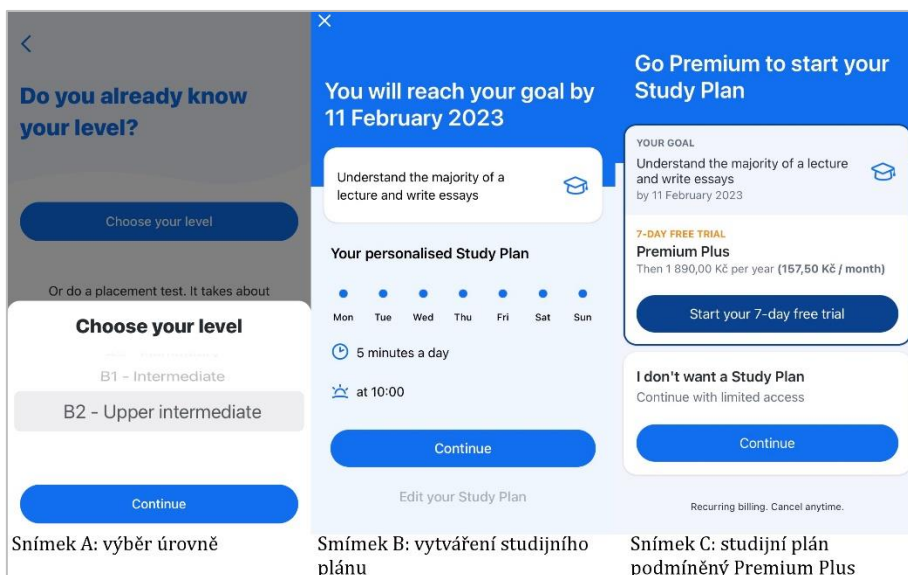 Do you already know
your level?
Choose your level
Or do a placement test. It takes about
Choose your level
B1 - Intermediate
B2 - Upper intermediate
Continue
Snímek A: výběr úrovně
You will reach your goal by
11 February 2023
Understand the majority of a
lecture and write essays
Your personalised Study Plan
Mon Tue Wed Thu Fri Sat Sun
5 minutes a day
at 10:00
Continue
Edit your Study Plan
Smímek B: vytváření studijního
plánu
Go Premium to start your
Study Plan
YOUR GOAL
Understand the majority of a lecture
and write essays
by 11 February 2023
7-DAY FREE TRIAL
Premium Plus
Then 1 890,00 Kč per year (157,50 Kč / month)
Start your 7-day free trial
I don't want a Study Plan
Continue with limited access
Continue
Recurring billing. Cancel anytime.
Snímek C: studijní plán
podmíněný Premium Plus